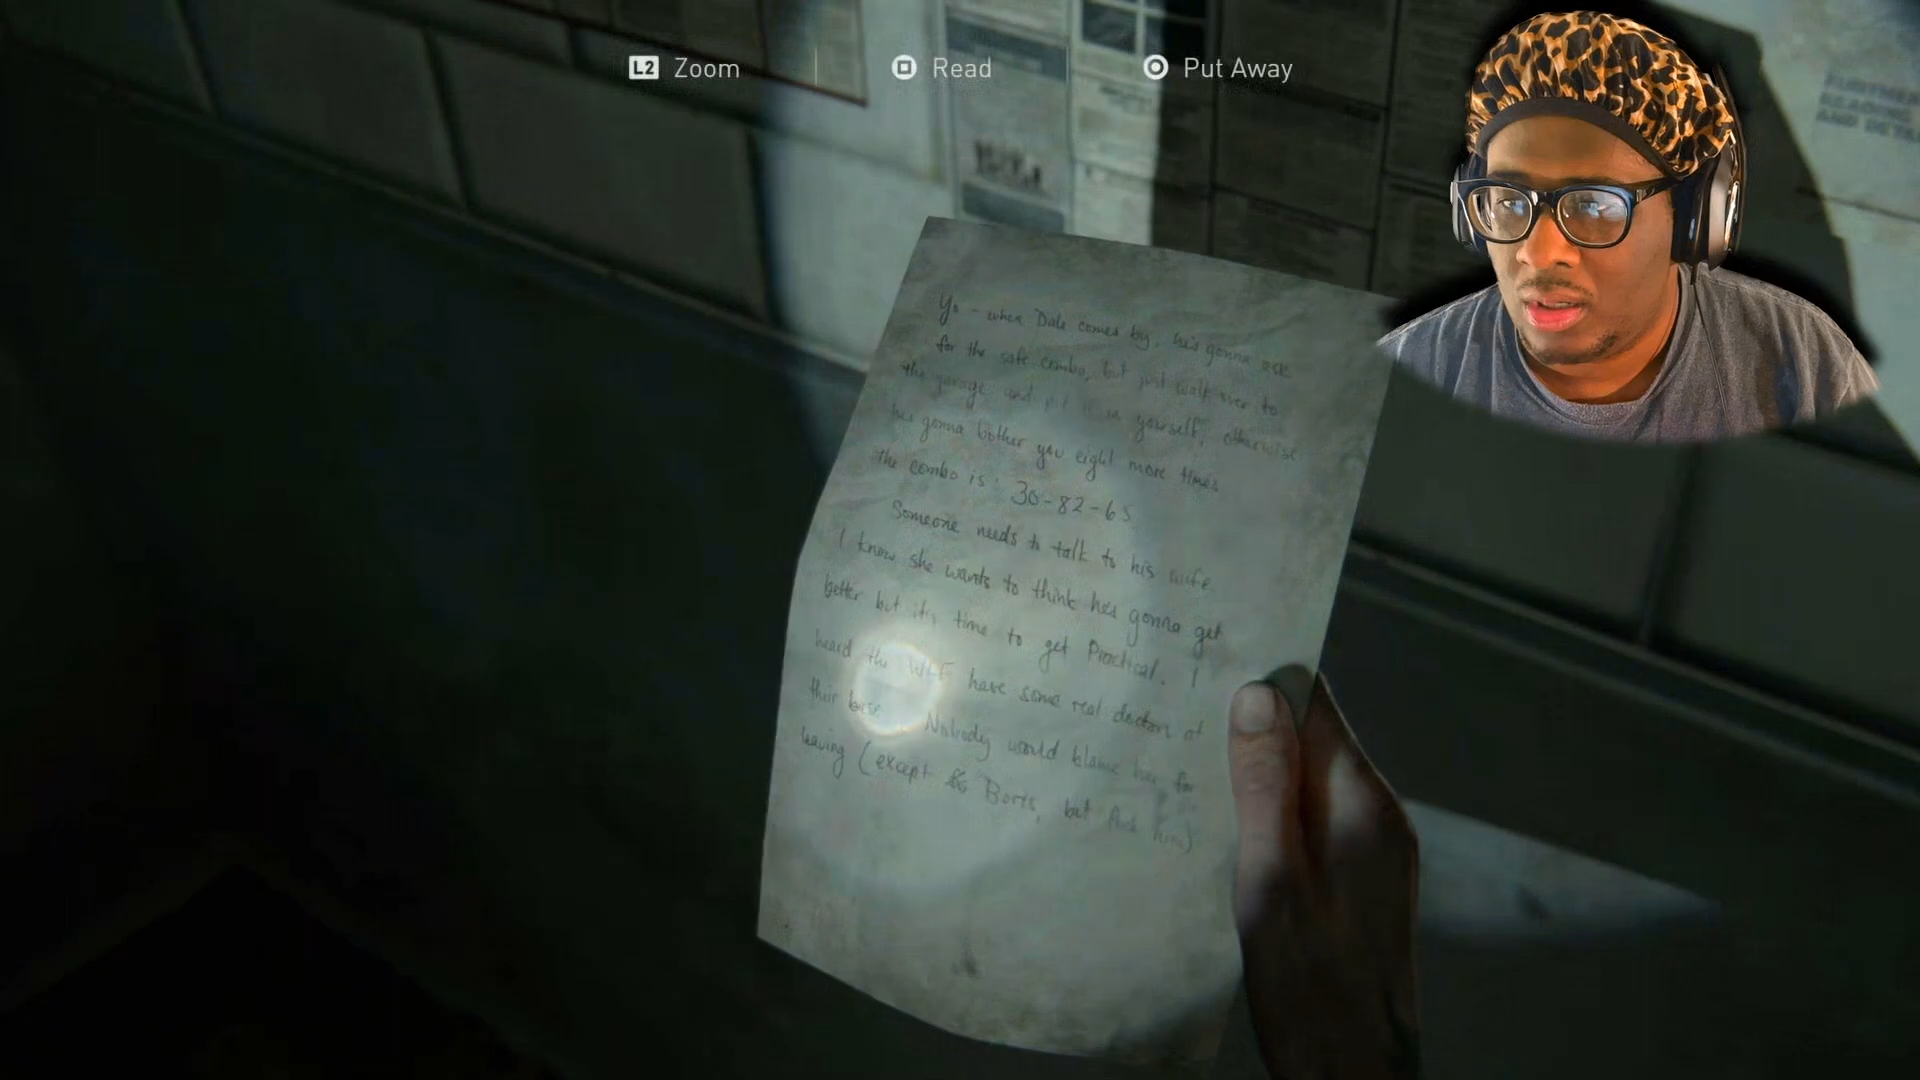 L2 Zoom
Read
Put Away
Yo - when Dale comes by, he's gonna ask
for the safe combo, but just walk over to
the garage and put it in yourself, otherwise
he's gonna bother you eight more times
the combo is: 30-82-65
Someone needs to talk to his wife
I know she wants to think he's gonna get
better but it's time to get Practical. I
heard the WLF have some real doctors at
their base. Nobody would blame her for
leaving (except Boris, but fuck him)
FURTHER
READING
AND